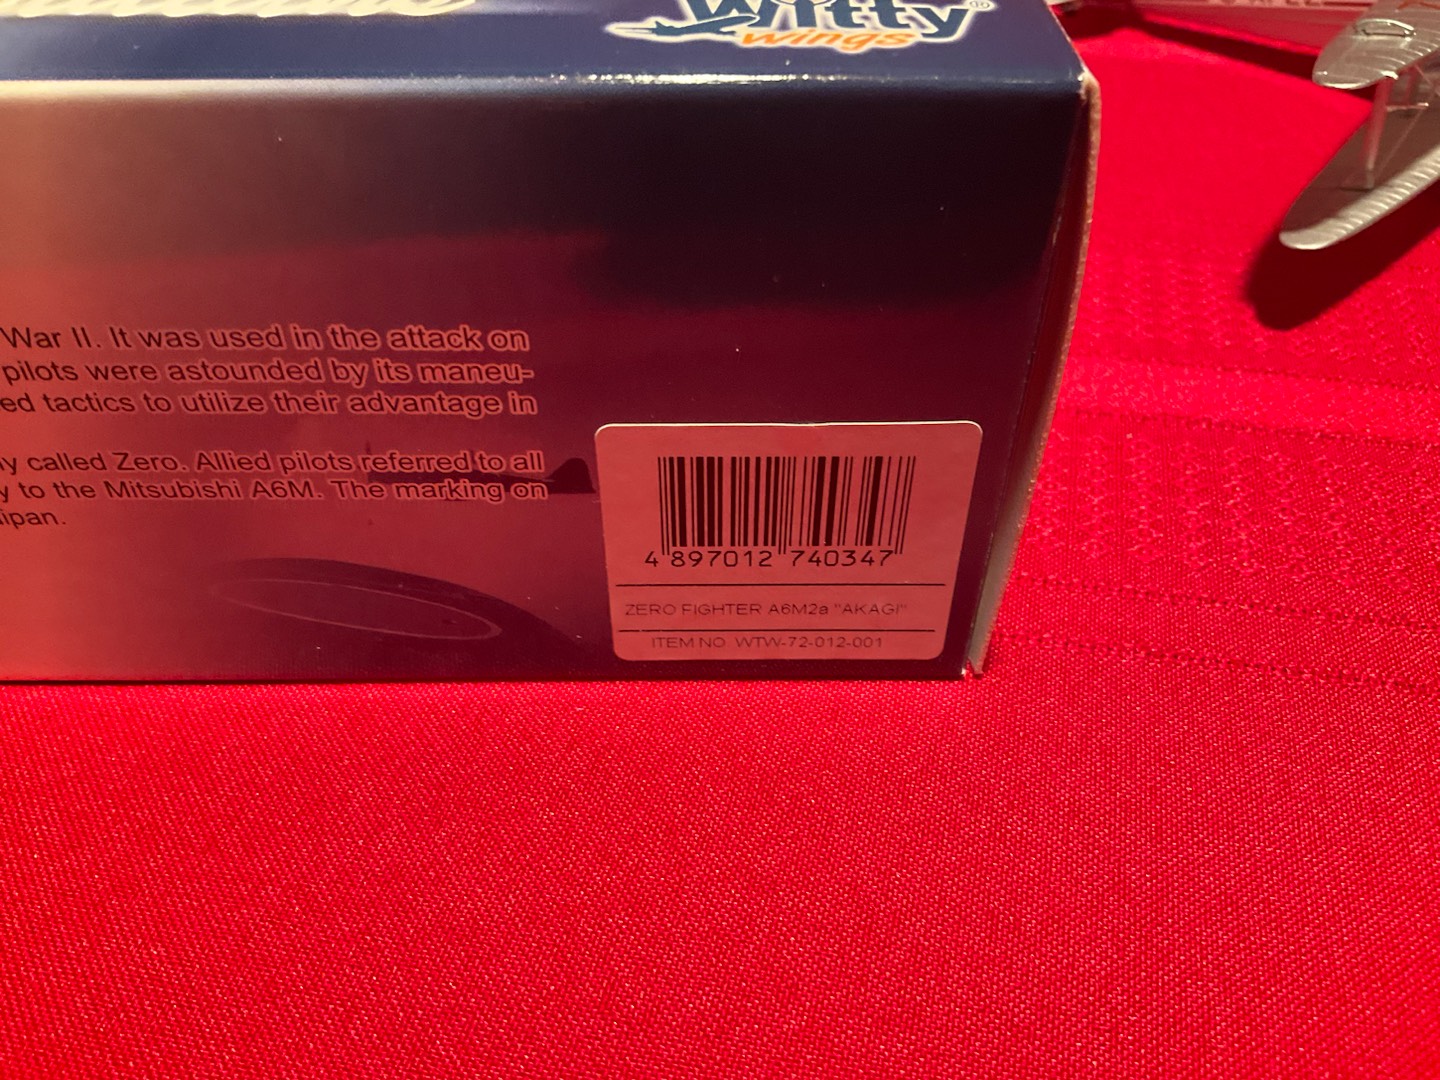 Witty®
wings
War II. It was used in the attack on
pilots were astounded by its maneu-
ed tactics to utilize their advantage in
y called Zero. Allied pilots referred to all
y to the Mitsubishi A6M. The marking on
ipan.
4 897012 740347
ZERO FIGHTER A6M2a "AKAGI"
ITEM NO. WTW-72-012-001